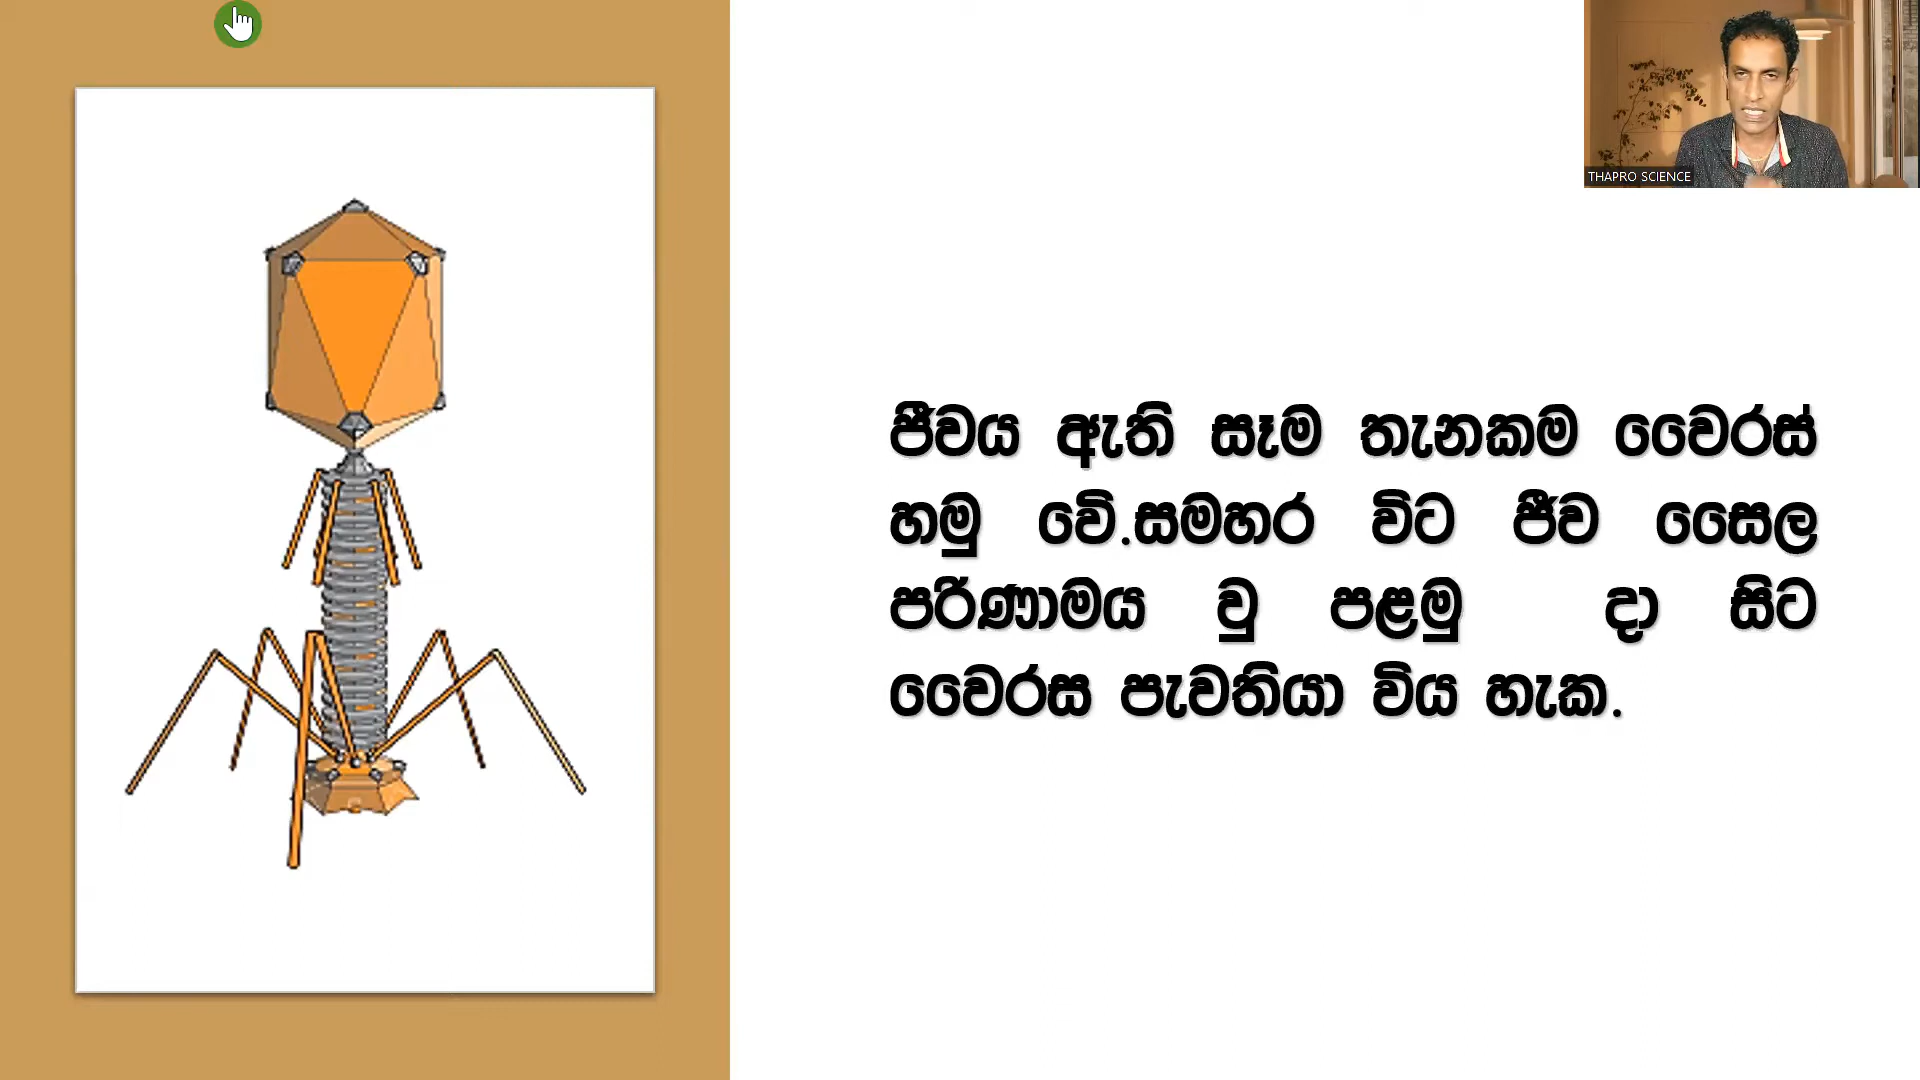 THAPRO SCIENCE
ජීවය ඇති සෑම තැනකම වෛරස්
හමු වේ.සමහර විට ජීව සෛල
පරිණාමය වූ පළමු දා සිට
වෛරස පැවතියා විය හැක.